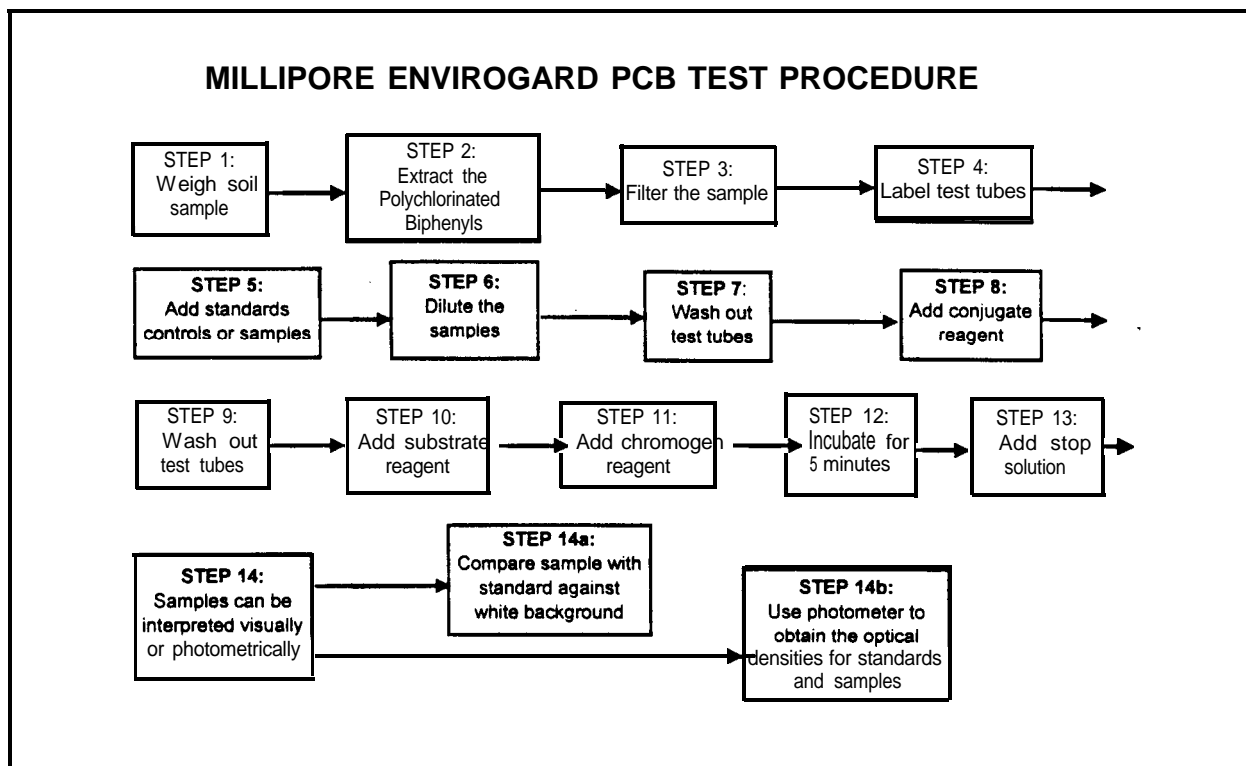 MILLIPORE ENVIROGARD PCB TEST PROCEDURE
STEP 1:
Weigh soil
sample
STEP 2:
Extract the
Polychlorinated
Biphenyls
STEP 3:
Filter the sample
STEP 4:
Label test tubes
STEP 5:
Add standards
controls or samples
STEP 6:
Dilute the
samples
STEP 7:
Wash out
test tubes
STEP 8:
Add conjugate
reagent
STEP 9:
Wash out
test tubes
STEP 10:
Add substrate
reagent
STEP 11:
Add chromogen
reagent
STEP 12:
Incubate for
5 minutes
STEP 13:
Add stop
solution
STEP 14:
Samples can be
interpreted visually
or photometrically
STEP 14a:
Compare sample with
standard against
white background
STEP 14b:
Use photometer to
obtain the optical
densities for standards
and samples